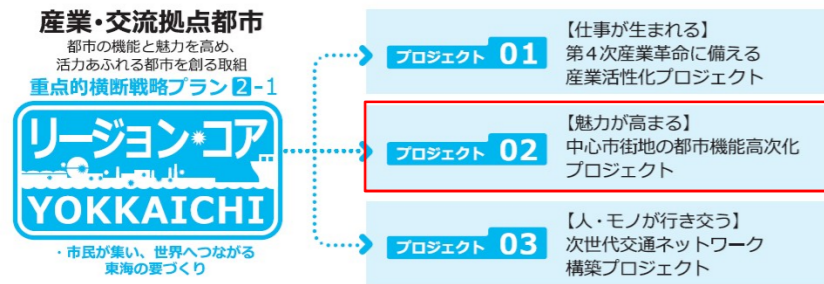 産業・交流拠点都市
都市の機能と魅力を高め、
活力あふれる都市を創る取組
重点的横断戦略プラン 2-1
リージョン・コア
YOKKAICHI
・市民が集い、世界へつながる
東海の要づくり
プロジェクト 01
【仕事が生まれる】
第4次産業革命に備える
産業活性化プロジェクト
プロジェクト 02
【魅力が高まる】
中心市街地の都市機能高次化
プロジェクト
プロジェクト 03
【人・モノが行き交う】
次世代交通ネットワーク
構築プロジェクト